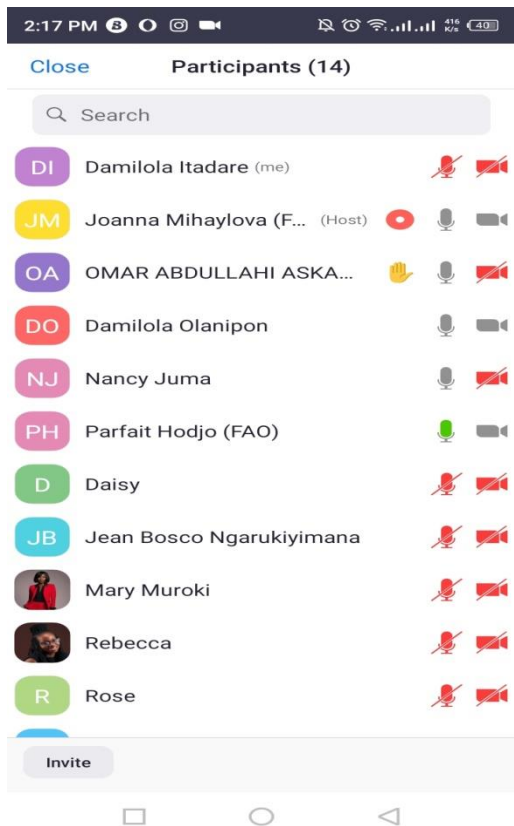 2:17 PM B 416 K/s 40
Close Participants (14)
Search
DI Damilola Itadare (me)
JM Joanna Mihaylova (F... (Host)
OA OMAR ABDULLAHI ASKA...
DO Damilola Olanipon
NJ Nancy Juma
PH Parfait Hodjo (FAO)
D Daisy
JB Jean Bosco Ngarukiyimana
Mary Muroki
Rebecca
R Rose
Invite